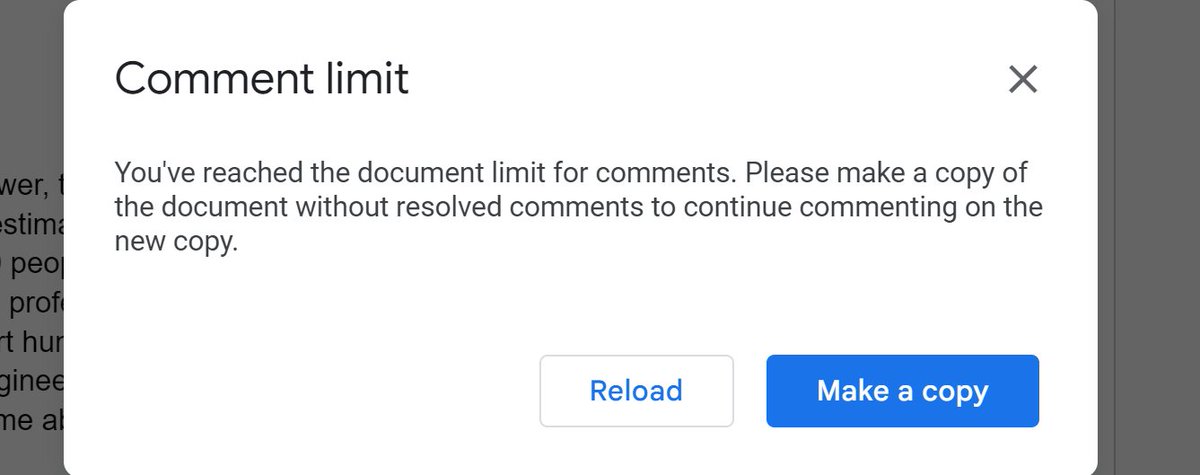 Comment limit
You've reached the document limit for comments. Please make a copy of
the document without resolved comments to continue commenting on the
new copy.
Reload
Make a copy